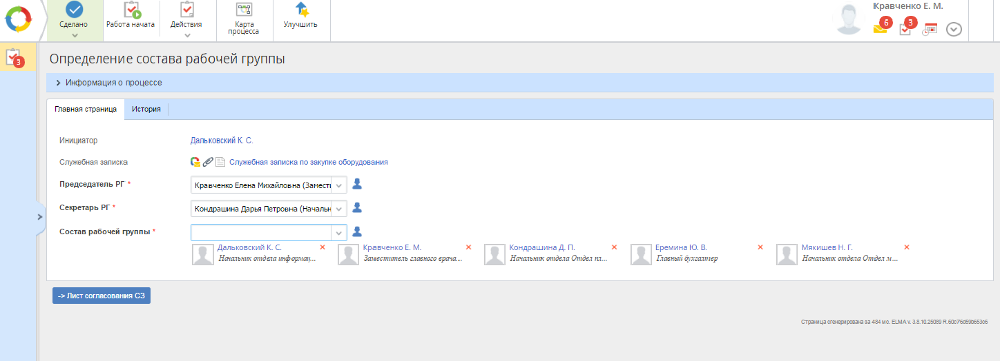 Сделано
Работа начата
Действия
Карта
процесса
Улучшить
Кравченко Е. М.
6
3
3
Определение состава рабочей группы
Информация о процессе
Главная страница
История
Инициатор
Дальковский К. С.
Служебная записка
Служебная записка по закупке оборудования
Председатель РГ *
Кравченко Елена Михайловна (Замести
Секретарь РГ *
Кондрашина Дарья Петровна (Начальн
Состав рабочей группы *
Дальковский К. С.
Начальник отдела информац...
Кравченко Е. М.
Заместитель главного врача...
Кондрашина Д. П.
Начальник отдела Отдел пл...
Еремина Ю. В.
Главный бухгалтер
Мякишев Н. Г.
Начальник отдела Отдел м...
-> Лист согласования СЗ
Страница сгенерирована за 484 мс. ELMA v. 3.8.10.25089 R.60c76d59b653c6